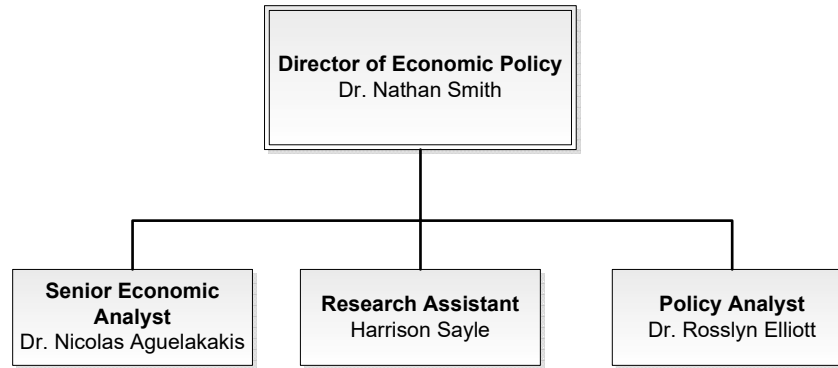 Director of Economic Policy
Dr. Nathan Smith
Senior Economic
Analyst
Dr. Nicolas Aguelakakis
Research Assistant
Harrison Sayle
Policy Analyst
Dr. Rosslyn Elliott